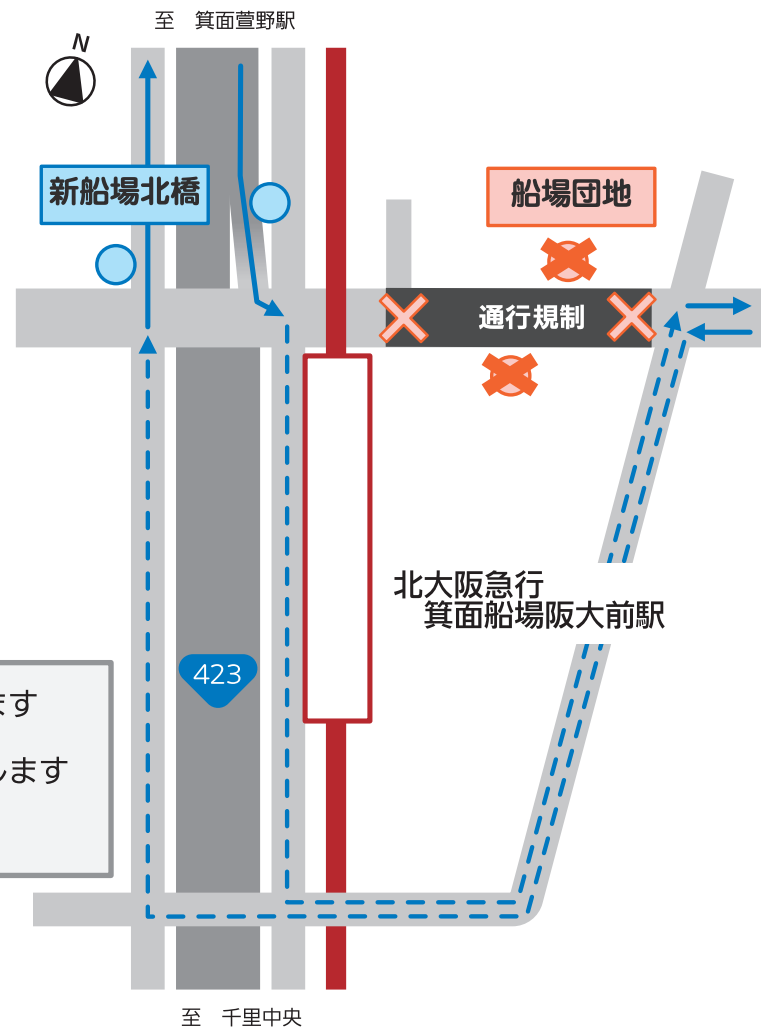 至　箕面萱野駅
N
新船場北橋
船場団地
通行規制
北大阪急行
箕面船場阪大前駅
423
ます
します
至　千里中央